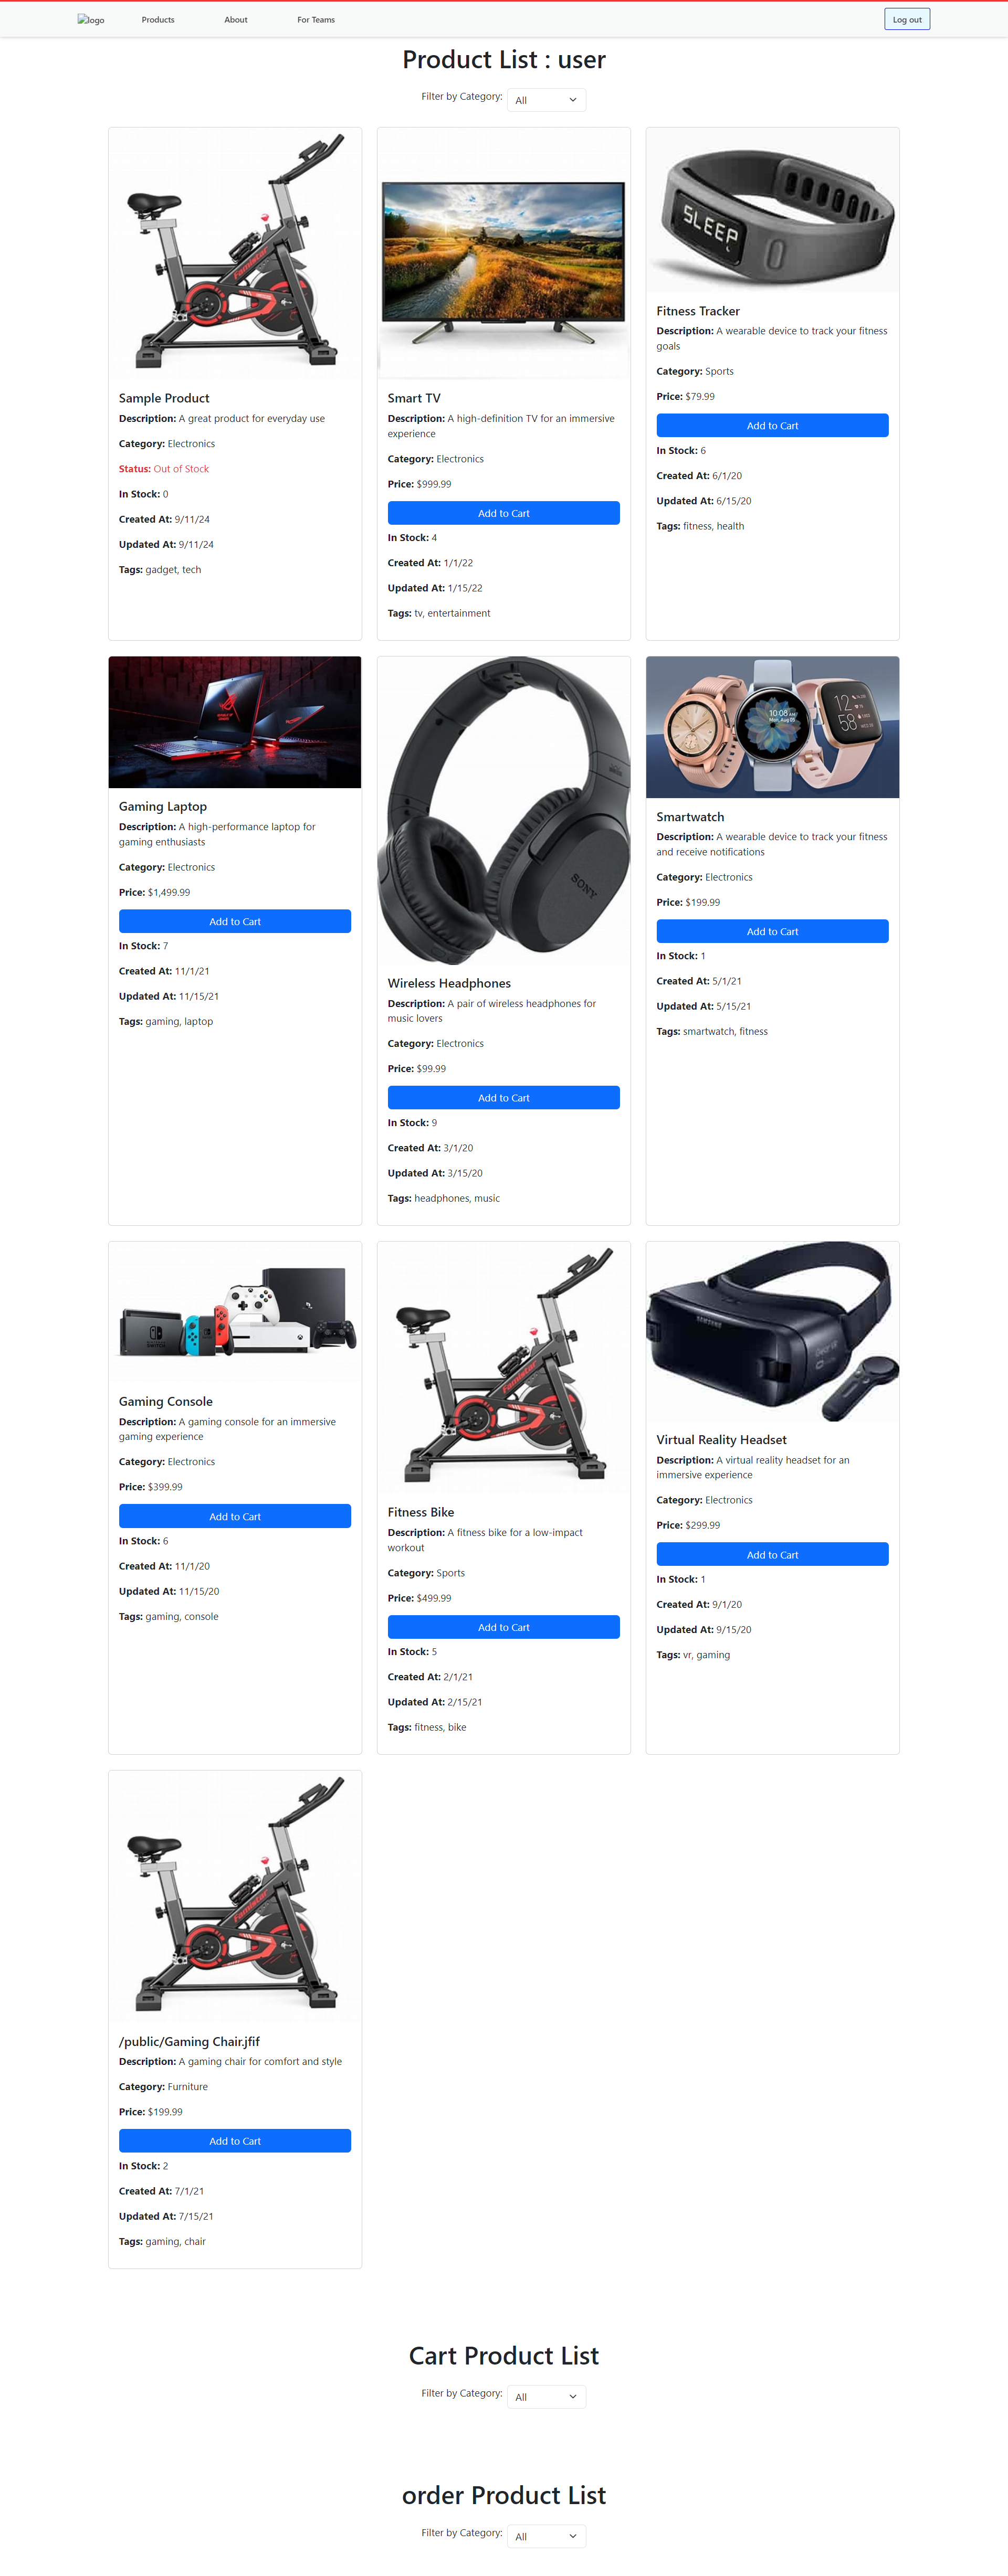 logo
Products
About
For Teams
Log out
Product List : user
Filter by Category: All
Sample Product
Description: A great product for everyday use
Category: Electronics
Status: Out of Stock
In Stock: 0
Created At: 9/11/24
Updated At: 9/11/24
Tags: gadget, tech
Smart TV
Description: A high-definition TV for an immersive
experience
Category: Electronics
Price: $999.99
Add to Cart
In Stock: 4
Created At: 1/1/22
Updated At: 1/15/22
Tags: tv, entertainment
SLEEP
Fitness Tracker
Description: A wearable device to track your fitness
goals
Category: Sports
Price: $79.99
Add to Cart
In Stock: 6
Created At: 6/1/20
Updated At: 6/15/20
Tags: fitness, health
Gaming Laptop
Description: A high-performance laptop for
gaming enthusiasts
Category: Electronics
Price: $1,499.99
Add to Cart
In Stock: 7
Created At: 11/1/21
Updated At: 11/15/21
Tags: gaming, laptop
SONY
Wireless Headphones
Description: A pair of wireless headphones for
music lovers
Category: Electronics
Price: $99.99
Add to Cart
In Stock: 9
Created At: 3/1/20
Updated At: 3/15/20
Tags: headphones, music
10:08
Smartwatch
Description: A wearable device to track your fitness
and receive notifications
Category: Electronics
Price: $199.99
Add to Cart
In Stock: 1
Created At: 5/1/21
Updated At: 5/15/21
Tags: smartwatch, fitness
Gaming Console
Description: A gaming console for an immersive
gaming experience
Category: Electronics
Price: $399.99
Add to Cart
In Stock: 6
Created At: 11/1/20
Updated At: 11/15/20
Tags: gaming, console
Fitness Bike
Description: A fitness bike for a low-impact
workout
Category: Sports
Price: $499.99
Add to Cart
In Stock: 5
Created At: 2/1/21
Updated At: 2/15/21
Tags: fitness, bike
SAMSUNG
Gear VR
Virtual Reality Headset
Description: A virtual reality headset for an
immersive experience
Category: Electronics
Price: $299.99
Add to Cart
In Stock: 1
Created At: 9/1/20
Updated At: 9/15/20
Tags: vr, gaming
/public/Gaming Chair.jfif
Description: A gaming chair for comfort and style
Category: Furniture
Price: $199.99
Add to Cart
In Stock: 2
Created At: 7/1/21
Updated At: 7/15/21
Tags: gaming, chair
Cart Product List
Filter by Category: All
order Product List
Filter by Category: All